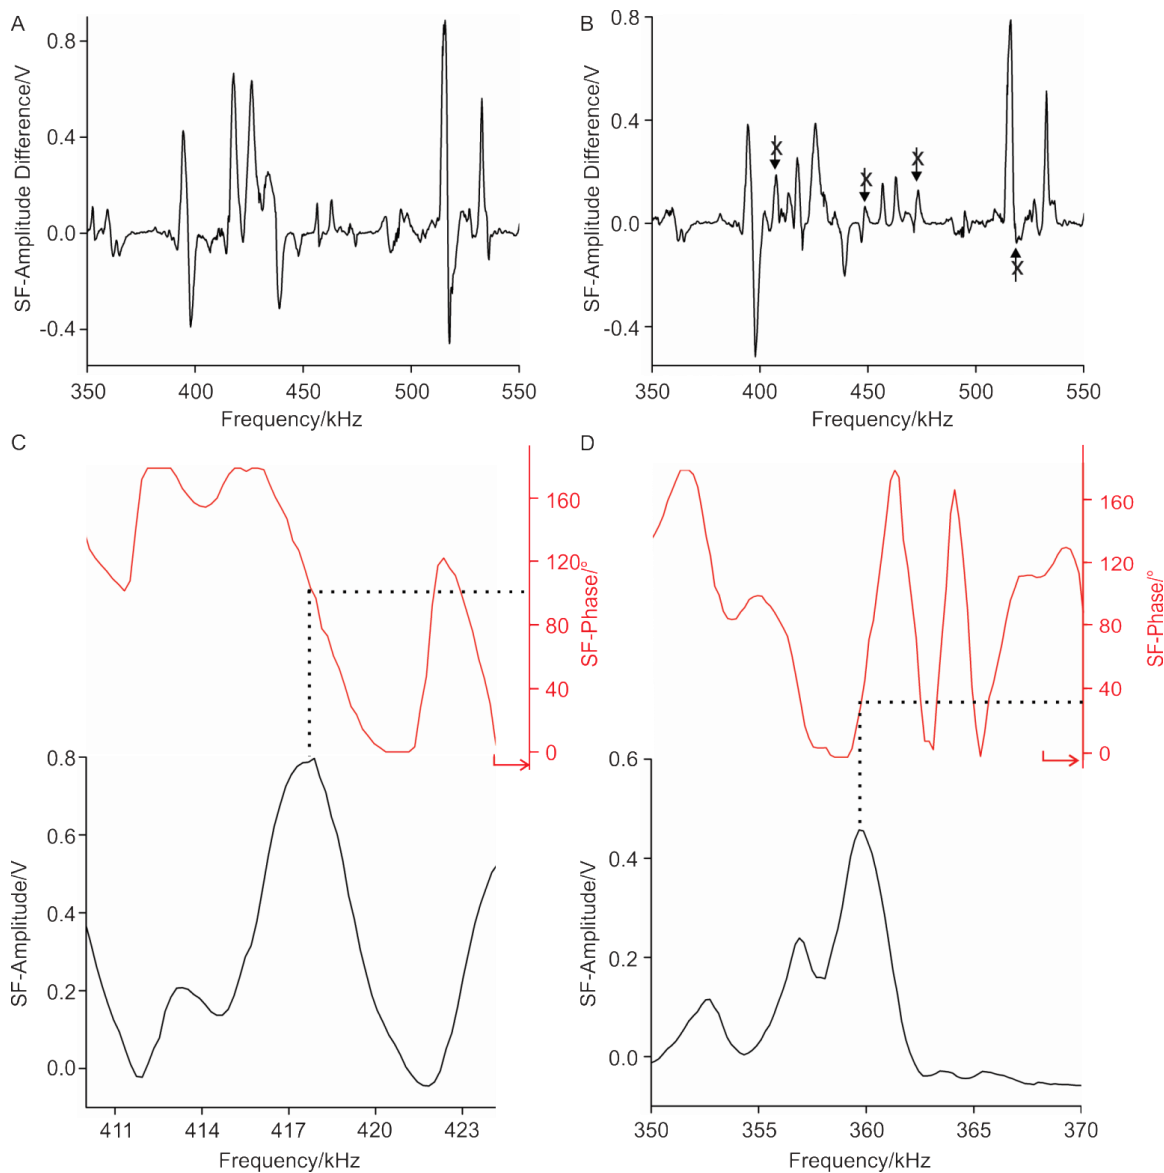 A
SF-Amplitude Difference/V
0.8
0.4
0.0
-0.4
350
400
450
500
550
Frequency/kHz
B
SF-Amplitude Difference/V
0.8
0.4
0.0
-0.4
X
X
X
X
350
400
450
500
550
Frequency/kHz
C
160
120
80
40
0
SF-Phase/°
SF-Amplitude/V
0.8
0.6
0.4
0.2
0.0
411
414
417
420
423
Frequency/kHz
D
160
120
80
40
0
SF-Phase/°
SF-Amplitude/V
0.6
0.4
0.2
0.0
350
355
360
365
370
Frequency/kHz